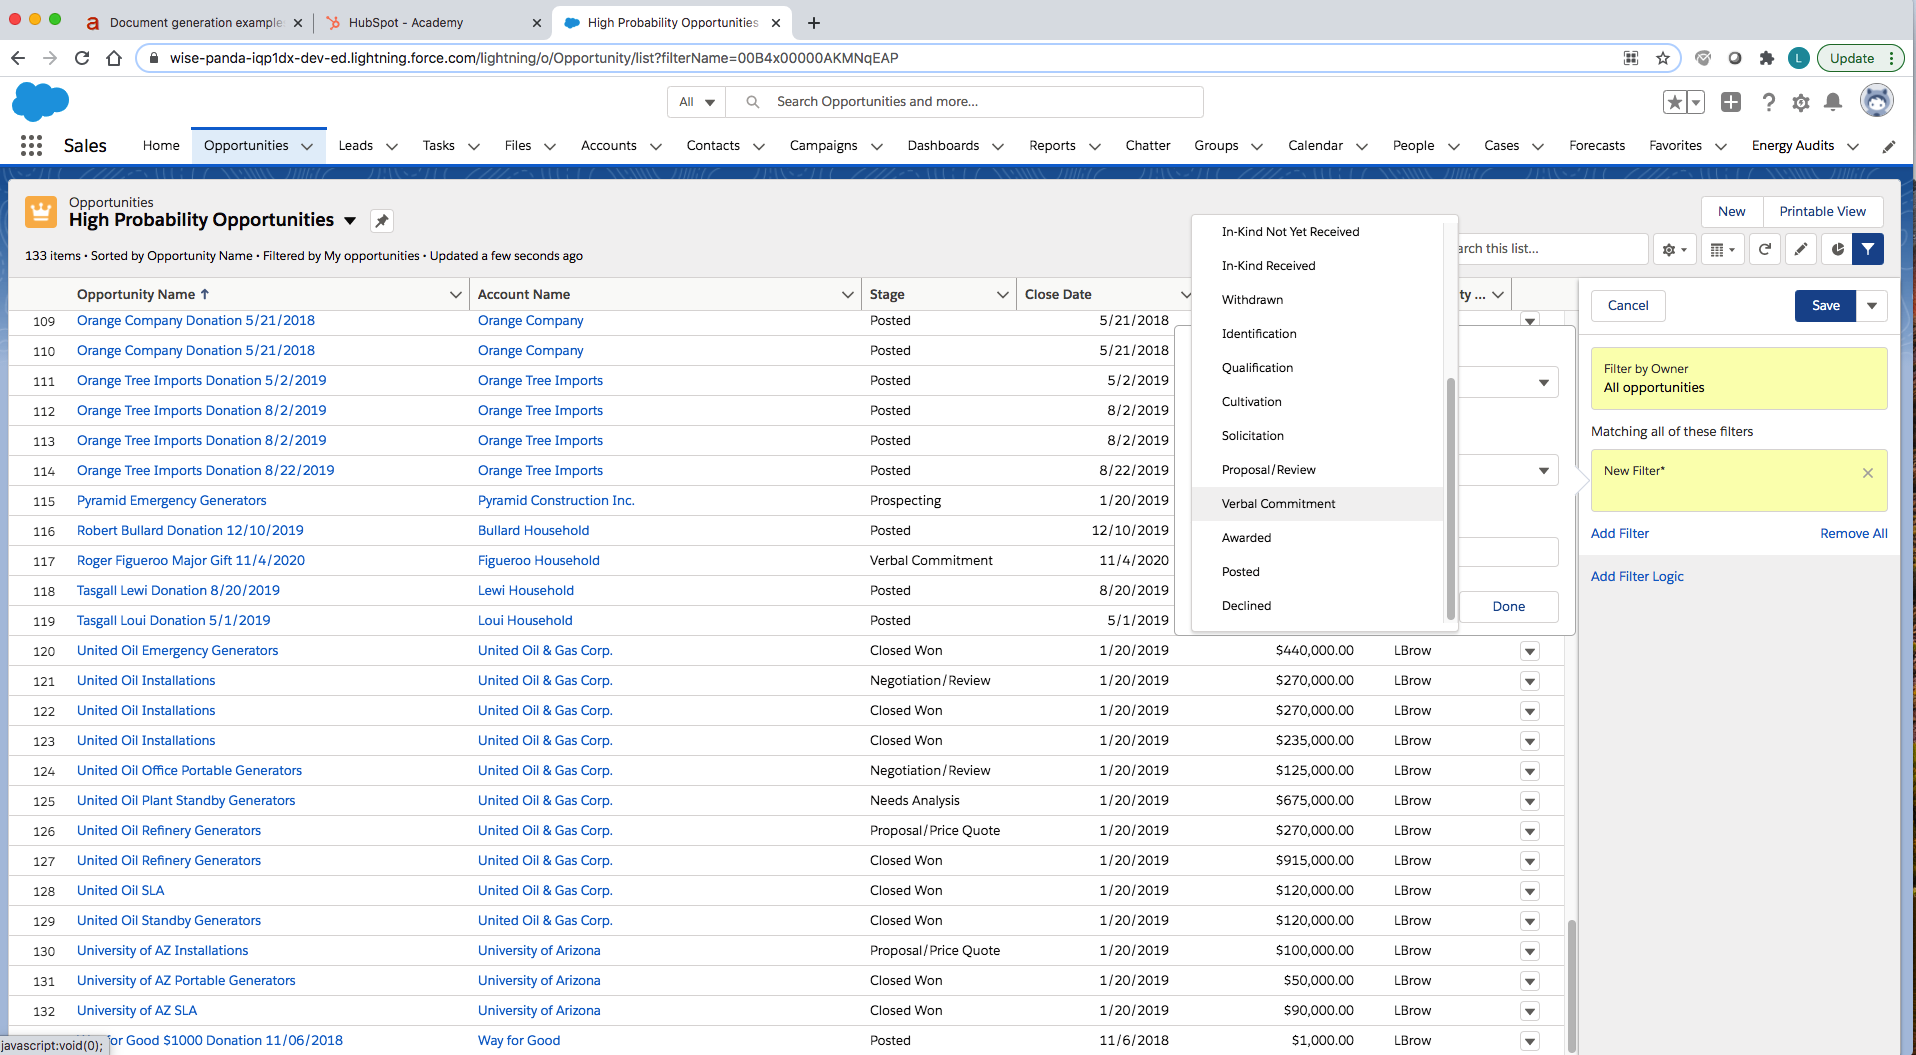 Document generation example
HubSpot - Academy
High Probability Opportunities
wise-panda-iqp1dx-dev-ed.lightning.force.com/lightning/o/Opportunity/list?filterName=00B4x00000AKMNqEAP
L
Update
All
Search Opportunities and more...
Sales
Home
Opportunities
Leads
Tasks
Files
Accounts
Contacts
Campaigns
Dashboards
Reports
Chatter
Groups
Calendar
People
Cases
Forecasts
Favorites
Energy Audits
Opportunities
High Probability Opportunities
New
Printable View
133 items • Sorted by Opportunity Name • Filtered by My opportunities • Updated a few seconds ago
arch this list...
Opportunity Name ↑
Account Name
Stage
Close Date
ty ...
109 Orange Company Donation 5/21/2018 Orange Company Posted 5/21/2018
110 Orange Company Donation 5/21/2018 Orange Company Posted 5/21/2018
111 Orange Tree Imports Donation 5/2/2019 Orange Tree Imports Posted 5/2/2019
112 Orange Tree Imports Donation 8/2/2019 Orange Tree Imports Posted 8/2/2019
113 Orange Tree Imports Donation 8/2/2019 Orange Tree Imports Posted 8/2/2019
114 Orange Tree Imports Donation 8/22/2019 Orange Tree Imports Posted 8/22/2019
115 Pyramid Emergency Generators Pyramid Construction Inc. Prospecting 1/20/2019
116 Robert Bullard Donation 12/10/2019 Bullard Household Posted 12/10/2019
117 Roger Figueroo Major Gift 11/4/2020 Figueroo Household Verbal Commitment 11/4/2020
118 Tasgall Lewi Donation 8/20/2019 Lewi Household Posted 8/20/2019
119 Tasgall Loui Donation 5/1/2019 Loui Household Posted 5/1/2019
120 United Oil Emergency Generators United Oil & Gas Corp. Closed Won 1/20/2019 $440,000.00 LBrow
121 United Oil Installations United Oil & Gas Corp. Negotiation/Review 1/20/2019 $270,000.00 LBrow
122 United Oil Installations United Oil & Gas Corp. Closed Won 1/20/2019 $270,000.00 LBrow
123 United Oil Installations United Oil & Gas Corp. Closed Won 1/20/2019 $235,000.00 LBrow
124 United Oil Office Portable Generators United Oil & Gas Corp. Negotiation/Review 1/20/2019 $125,000.00 LBrow
125 United Oil Plant Standby Generators United Oil & Gas Corp. Needs Analysis 1/20/2019 $675,000.00 LBrow
126 United Oil Refinery Generators United Oil & Gas Corp. Proposal/Price Quote 1/20/2019 $270,000.00 LBrow
127 United Oil Refinery Generators United Oil & Gas Corp. Closed Won 1/20/2019 $915,000.00 LBrow
128 United Oil SLA United Oil & Gas Corp. Closed Won 1/20/2019 $120,000.00 LBrow
129 United Oil Standby Generators United Oil & Gas Corp. Closed Won 1/20/2019 $120,000.00 LBrow
130 University of AZ Installations University of Arizona Proposal/Price Quote 1/20/2019 $100,000.00 LBrow
131 University of AZ Portable Generators University of Arizona Closed Won 1/20/2019 $50,000.00 LBrow
132 University of AZ SLA University of Arizona Closed Won 1/20/2019 $90,000.00 LBrow
for Good $1000 Donation 11/06/2018 Way for Good Posted 11/6/2018 $1,000.00 LBrow
javascript:void(0);
In-Kind Not Yet Received
In-Kind Received
Withdrawn
Identification
Qualification
Cultivation
Solicitation
Proposal/Review
Verbal Commitment
Awarded
Posted
Declined
Done
Cancel
Save
Filter by Owner
All opportunities
Matching all of these filters
New Filter*
Add Filter
Remove All
Add Filter Logic